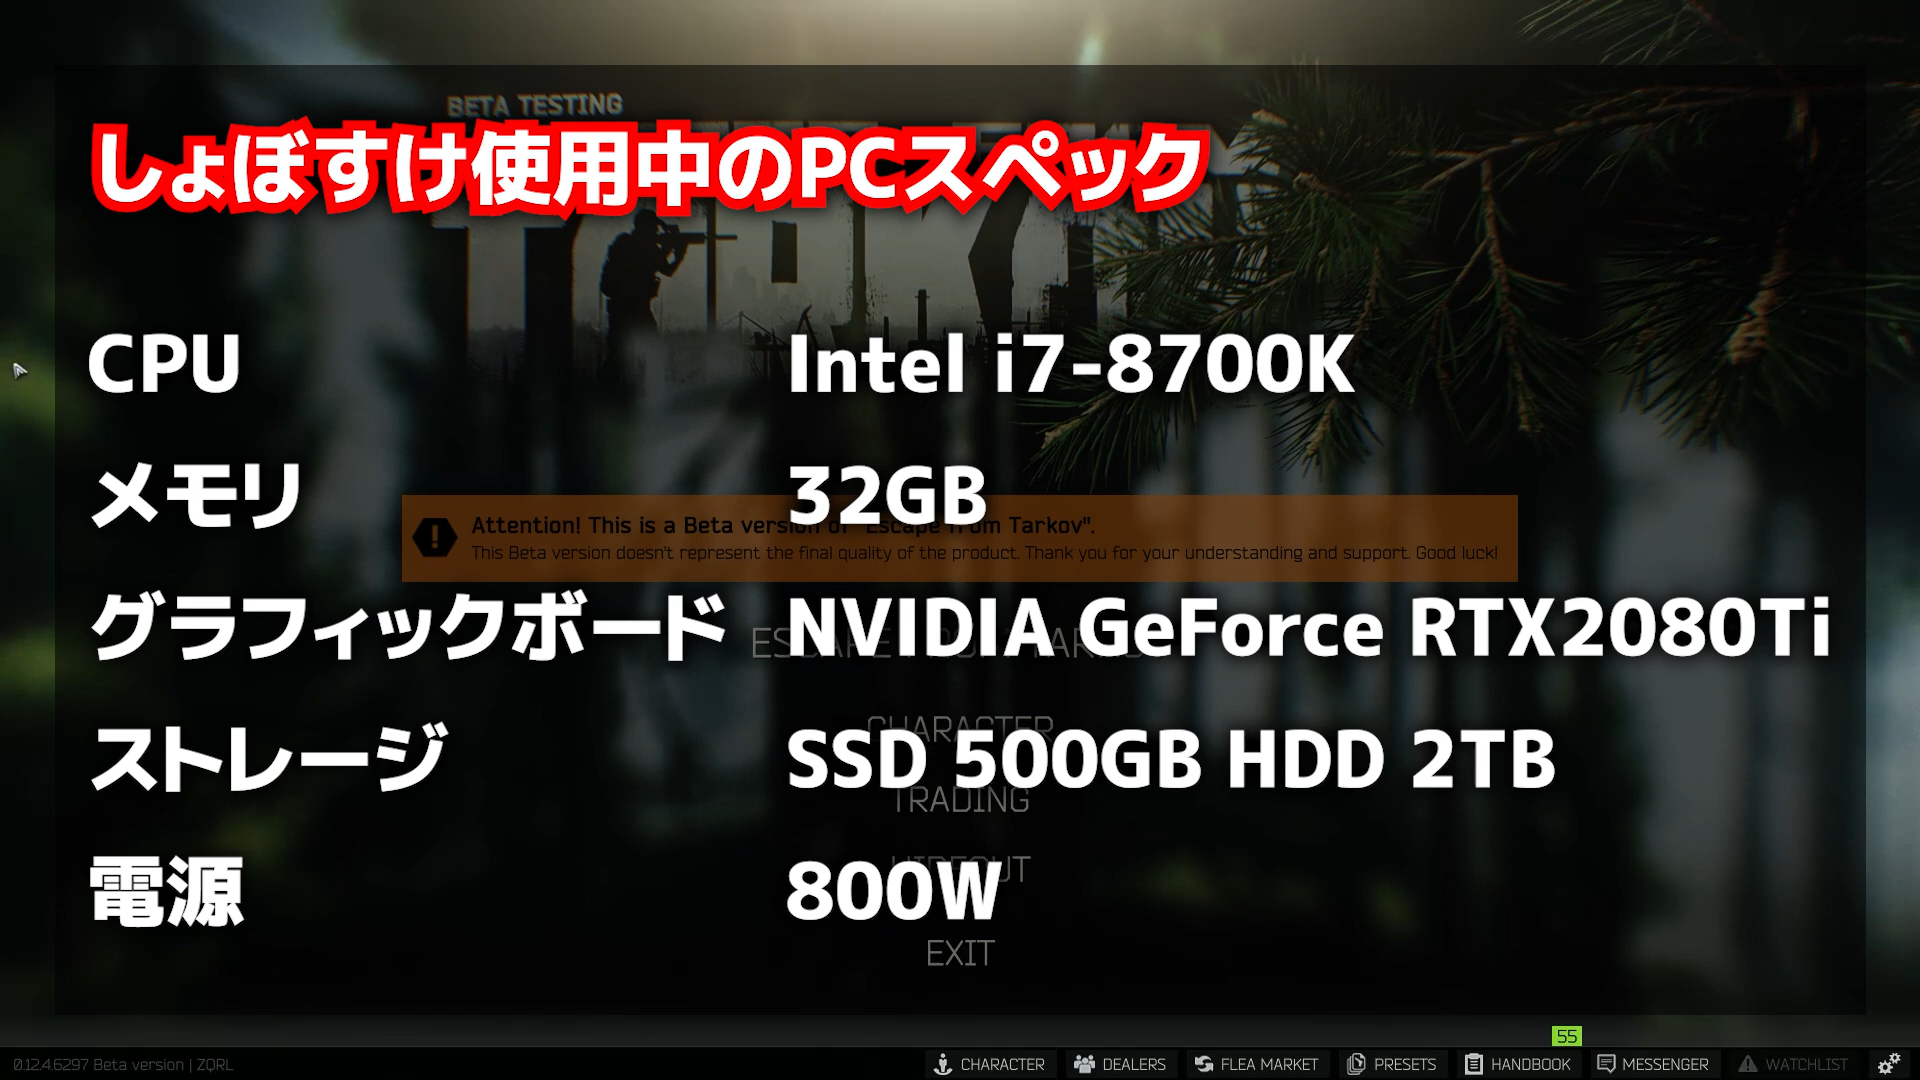 BETA TESTING
しょぼすけ使用中のPCスペック
CPU Intel i7-8700K
メモリ 32GB
Attention! This is a Beta version of "Escape from Tarkov".
This Beta version doesn't represent the final quality of the product. Thank you for your understanding and support. Good luck!
グラフィックボード NVIDIA GeForce RTX2080Ti
ESCAPE FROM TARKOV
CHARACTER
ストレージ SSD 500GB HDD 2TB
TRADING
HIDEOUT
電源 800W
EXIT
55
0.12.4.6297 Beta version | ZQRL CHARACTER DEALERS FLEA MARKET PRESETS HANDBOOK MESSENGER WATCHLIST